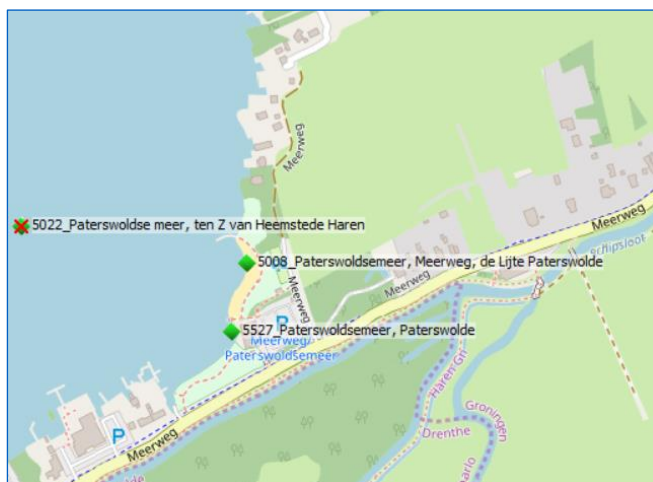 Meerweg
5022_Paterswoldse meer, ten Z van Heemstede Haren
Meerweg
5008_Paterswoldsemeer, Meerweg, de Lijte Paterswolde
Meerweg
Meerweg
P
5527_Paterswoldsemeer, Paterswolde
Meerweg/
Paterswoldsemeer
Haren Gn
Groningen
Drenthe
P
Meerweg